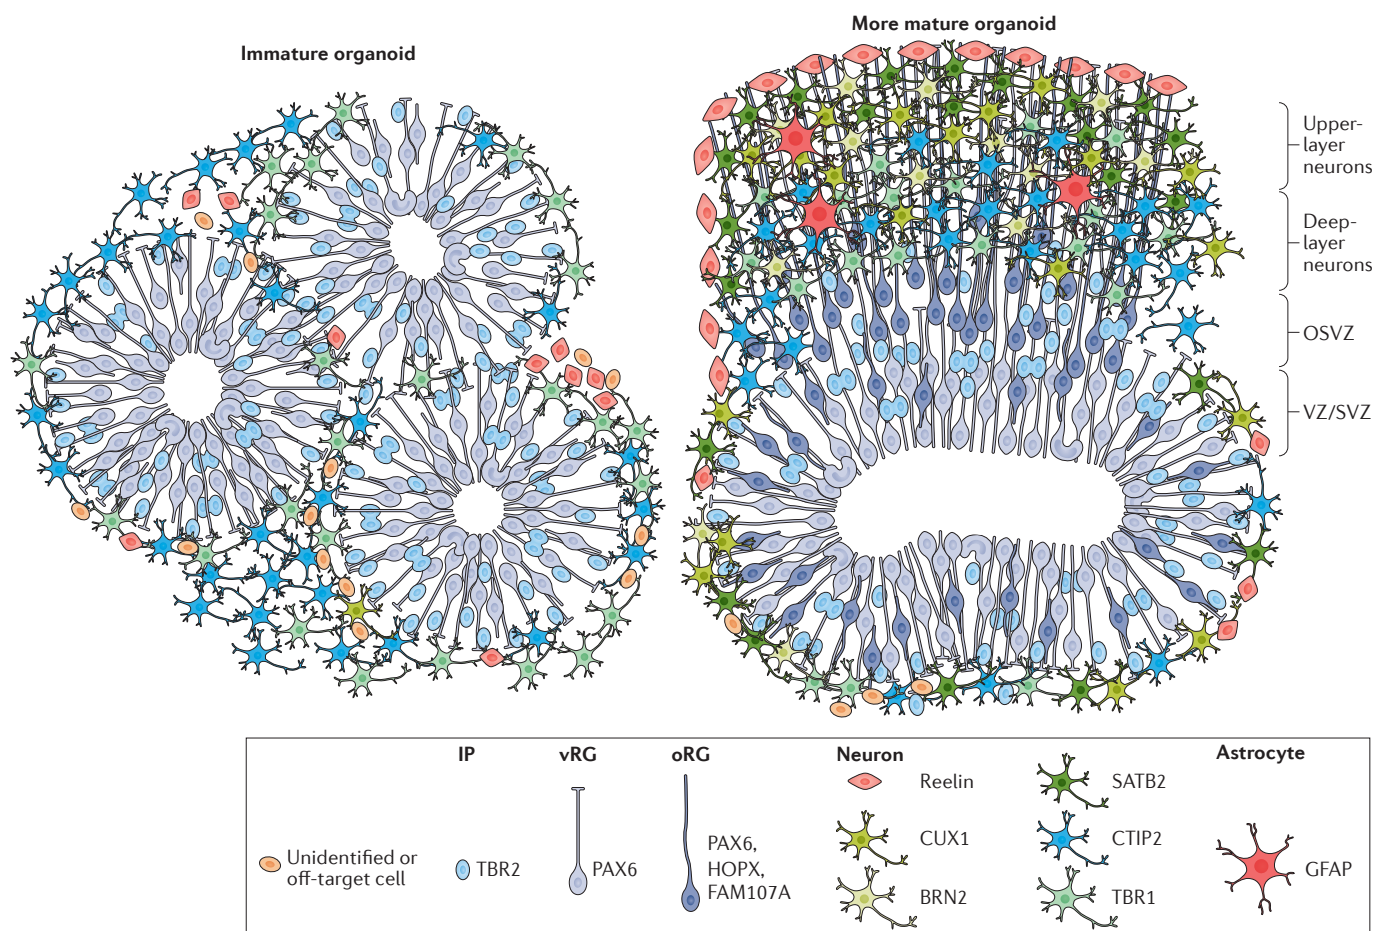 Immature organoid
More mature organoid
Upper-
layer
neurons
Deep-
layer
neurons
OSVZ
VZ/SVZ
IP
vRG
oRG
Neuron
Astrocyte
Unidentified or
off-target cell
TBR2
PAX6
PAX6,
HOPX,
FAM107A
Reelin
CUX1
BRN2
SATB2
CTIP2
TBR1
GFAP